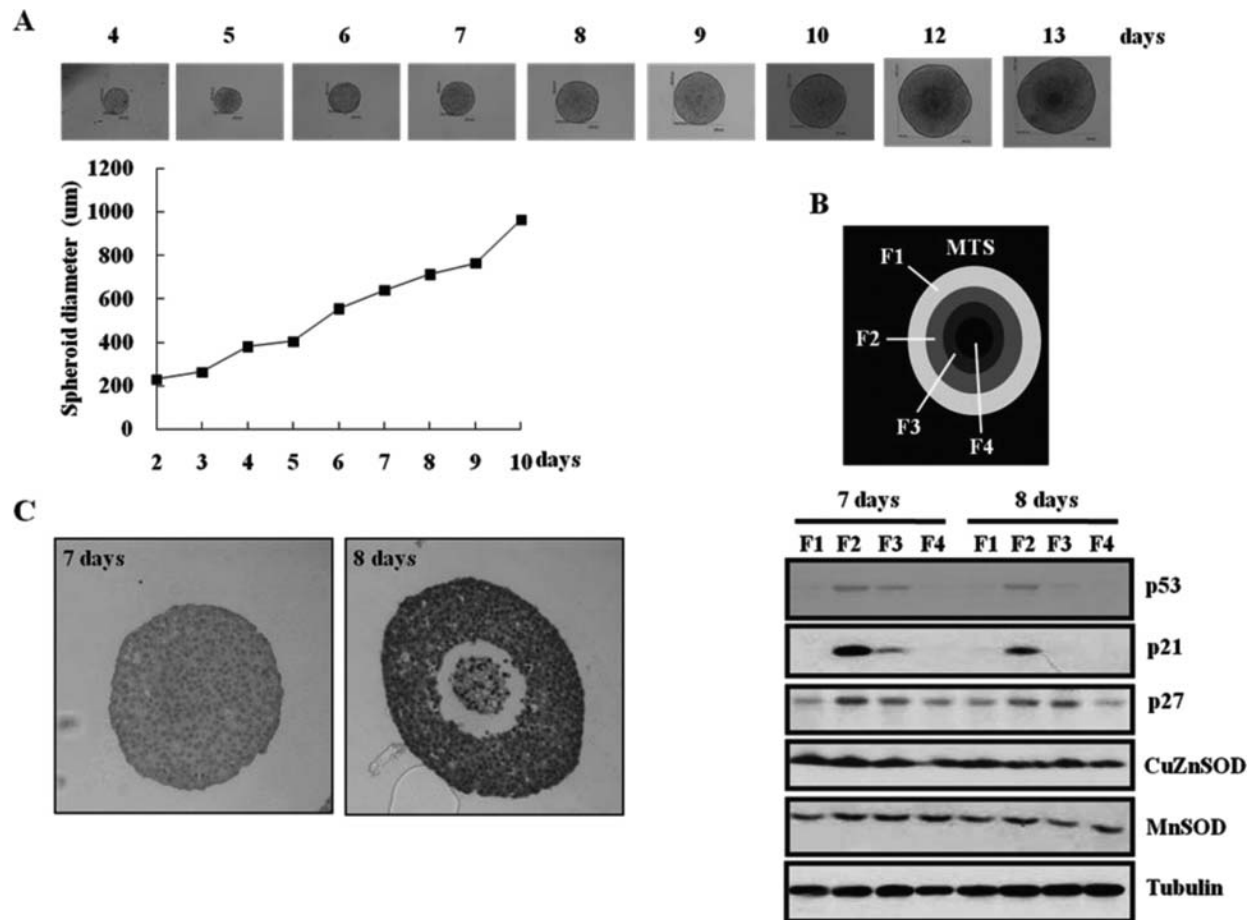 A
4 5 6 7 8 9 10 12 13 days
1200
1000
800
600
400
200
0
Spheroid diameter (um)
2 3 4 5 6 7 8 9 10 days
B
MTS
F1
F2
F3
F4
7 days 8 days
F1 F2 F3 F4 F1 F2 F3 F4
p53
p21
p27
CuZnSOD
MnSOD
Tubulin
C
7 days
8 days